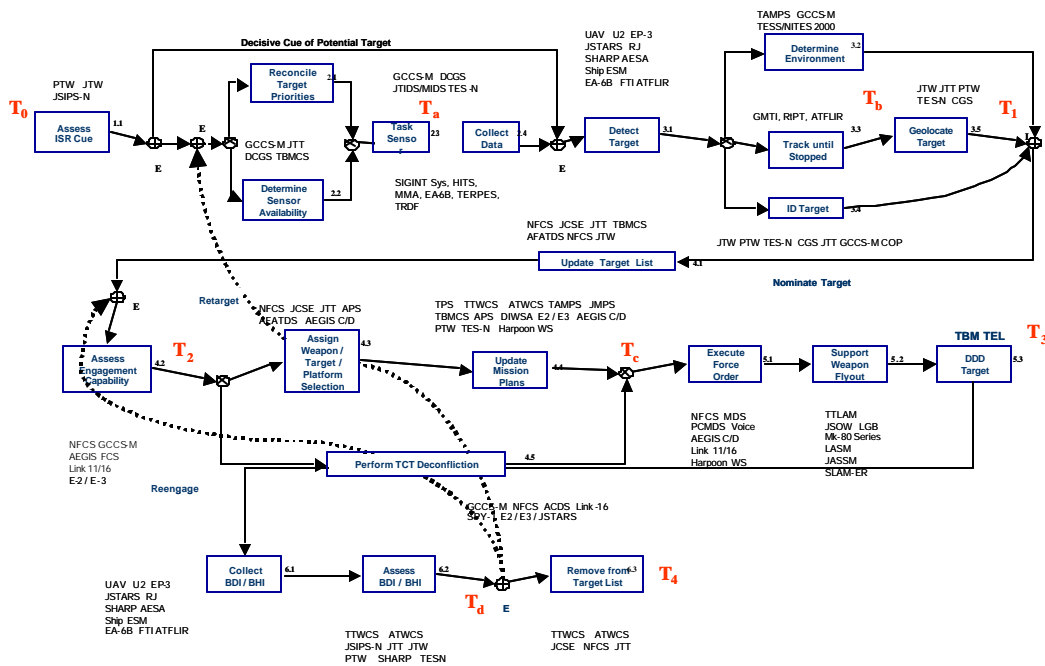 Decisive Cue of Potential Target
PTW JTW
JSIPS-N
T0
Assess
ISR Cue
1.1
E
E
Reconcile
Target
Priorities
2.1
GCCS-M JTT
DCGS TBMCS
Determine
Sensor
Availability
2.2
GCCS-M DCGS
JTIDS/MIDS TES-N
Ta
Task
Senso
r
2.3
Collect
Data
2.4
E
SIGINT Sys, HITS,
MMA, EA6B, TERPES,
TRDF
UAV U2 EP-3
JSTARS RJ
SHARP AESA
Ship ESM
EA-6B FTI ATFLIR
Detect
Target
3.1
TAMPS GCCS-M
TESS/NITES 2000
Determine
Environment
3.2
GMTI, RIPT, ATFLIR
Tb
Track until
Stopped
3.3
JTW JTT PTW
TES-N CGS
T1
Geolocate
Target
3.5
I
ID Target
3.4
NFCS JCSE JTT TBMCS
AFATDS NFCS JTW
JTW PTW TES-N CGS JTT GCCS-M COP
Update Target List
4.1
Nominate Target
E
Retarget
Assess
Engagement
Capability
4.2
T2
NFCS JCSE JTT APS
AFATDS AEGIS C/D
Assign
Weapon /
Target /
Platform
Selection
4.3
TPS TTWCS ATWCS TAMPS JMPS
TBMCS APS DIWSA E2 / E3 AEGIS C/D
PTW TES-N Harpoon WS
Update
Mission
Plans
4.4
Tc
Execute
Force
Order
5.1
Support
Weapon
Flyout
5.2
TBM TEL
DDD
Target
5.3
T3
NFCS GCCS-M
AEGIS FCS
Link 11/16
E-2 / E-3
Reengage
Perform TCT Deconfliction
4.5
NFCS MDS
PCMDS Voice
AEGIS C/D
Link 11/16
Harpoon WS
TTLAM
JSOW LGB
Mk-80 Series
LASM
JASSM
SLAM-ER
GCCS-M NFCS ACDS Link-16
SPY-1 E2 / E3 / JSTARS
Collect
BDI / BHI
6.1
Assess
BDI / BHI
6.2
Td
E
Remove from
Target List
6.3
T4
UAV U2 EP-3
JSTARS RJ
SHARP AESA
Ship ESM
EA-6B FTI ATFLIR
TTWCS ATWCS
JSIPS-N JTT JTW
PTW SHARP TESN
TTWCS ATWCS
JCSE NFCS JTT